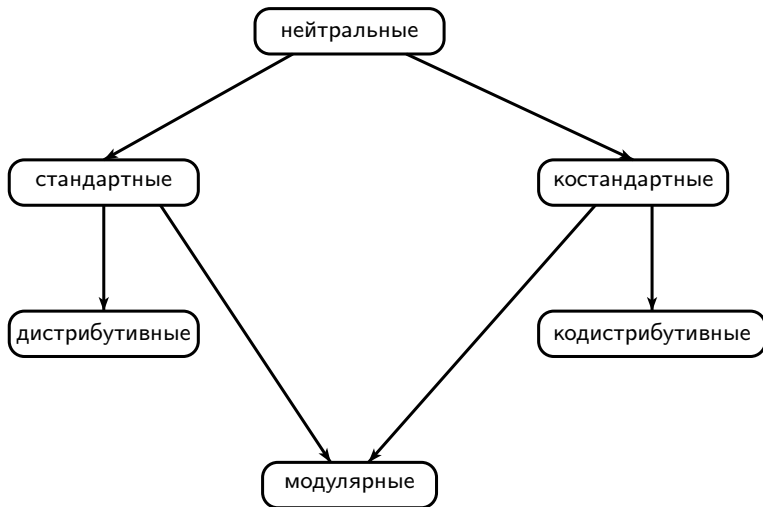 нейтральные
стандартные
костандартные
дистрибутивные
кодистрибутивные
модулярные